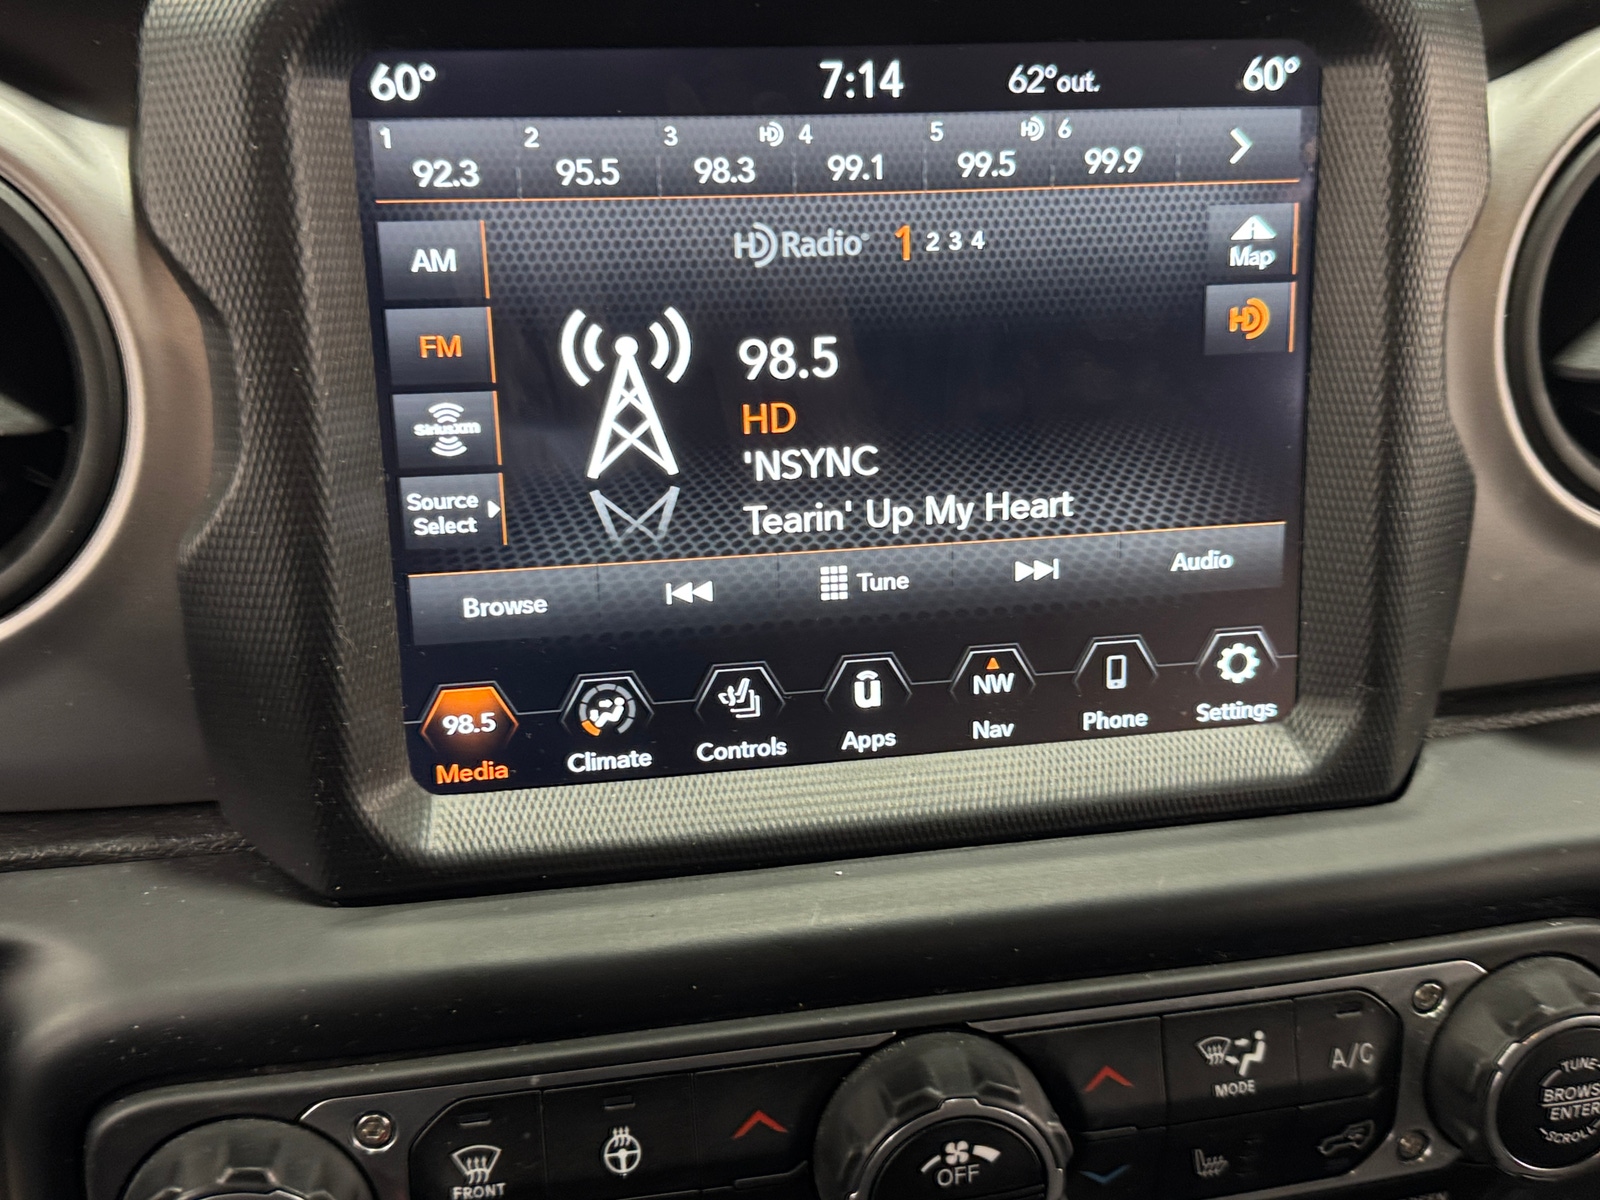 60° 7:14 62°out. 60°
1 2 3 HD 4 5 HD 6
92.3 95.5 98.3 99.1 99.5 99.9
AM
HD Radio® 1 2 3 4
Map
FM
HD
98.5
HD
SiriusXM
'NSYNC
Source
Select
Tearin' Up My Heart
Browse
Tune
Audio
98.5
u
NW
Media
Climate
Controls
Apps
Nav
Phone
Settings
MODE
A/C
TUNE
BROWSE
ENTER
SCROLL
FRONT
OFF